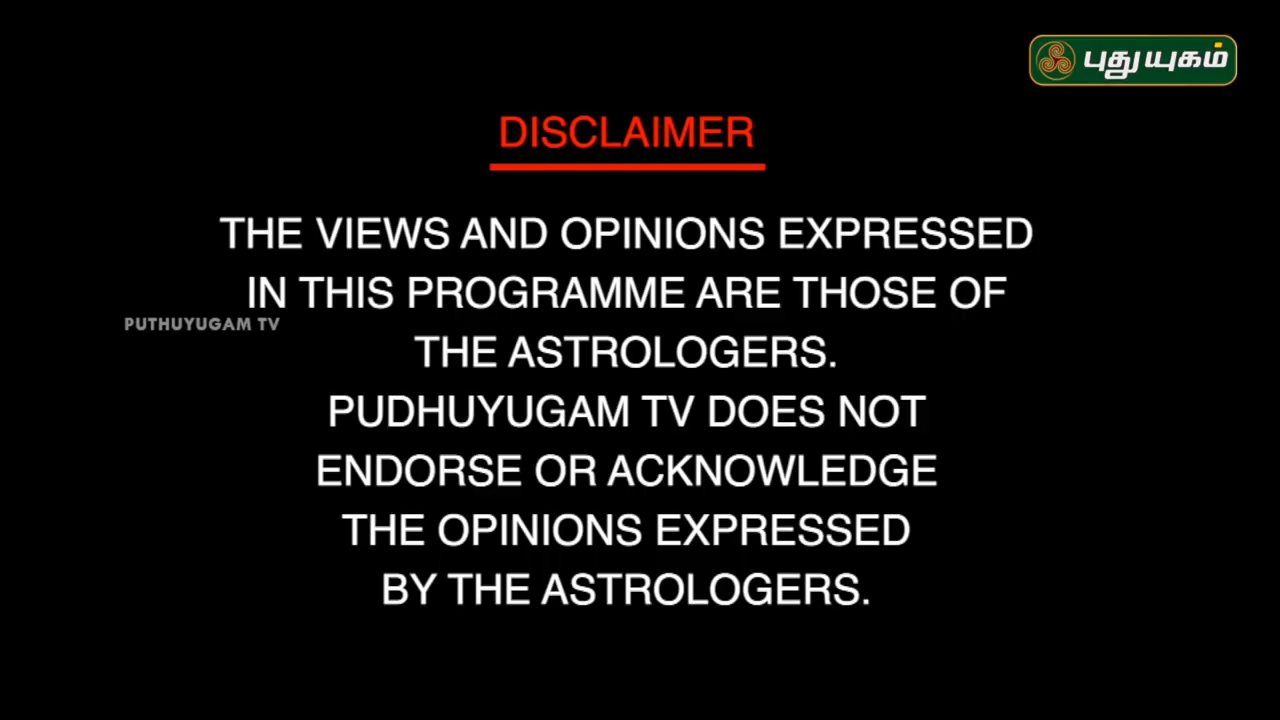 புதுயுகம்
DISCLAIMER
THE VIEWS AND OPINIONS EXPRESSED
IN THIS PROGRAMME ARE THOSE OF
PUTHUYUGAM TV
THE ASTROLOGERS.
PUDHUYUGAM TV DOES NOT
ENDORSE OR ACKNOWLEDGE
THE OPINIONS EXPRESSED
BY THE ASTROLOGERS.